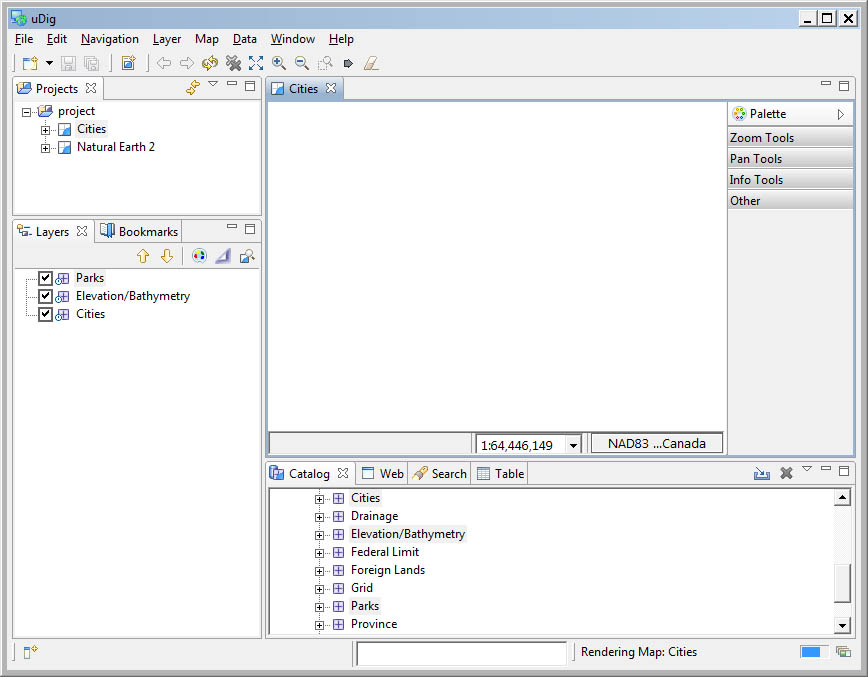 uDig
File Edit Navigation Layer Map Data Window Help
Projects
project
Cities
Natural Earth 2
Layers Bookmarks
Parks
Elevation/Bathymetry
Cities
Cities
Palette
Zoom Tools
Pan Tools
Info Tools
Other
1:64,446,149 NAD83 ...Canada
Catalog Web Search Table
Cities
Drainage
Elevation/Bathymetry
Federal Limit
Foreign Lands
Grid
Parks
Province
Rendering Map: Cities